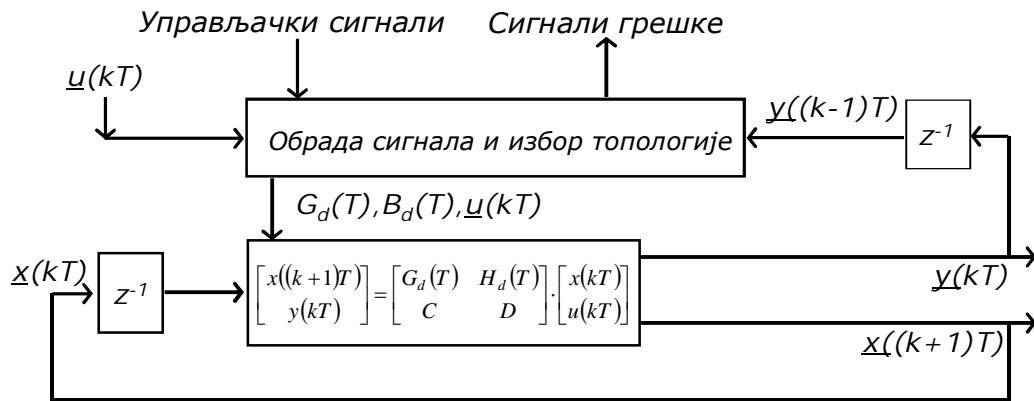 Управљачки сигнали
Сигнали грешке
u(kT)
Обрада сигнала и избор топологије
y((k-1)T)
z⁻¹
G_d(T),B_d(T),u(kT)
x(kT)
z⁻¹
[x((k+1)T)] = [G_d(T) H_d(T)] · [x(kT)]
[y(kT)] [C D] [u(kT)]
y(kT)
x((k+1)T)